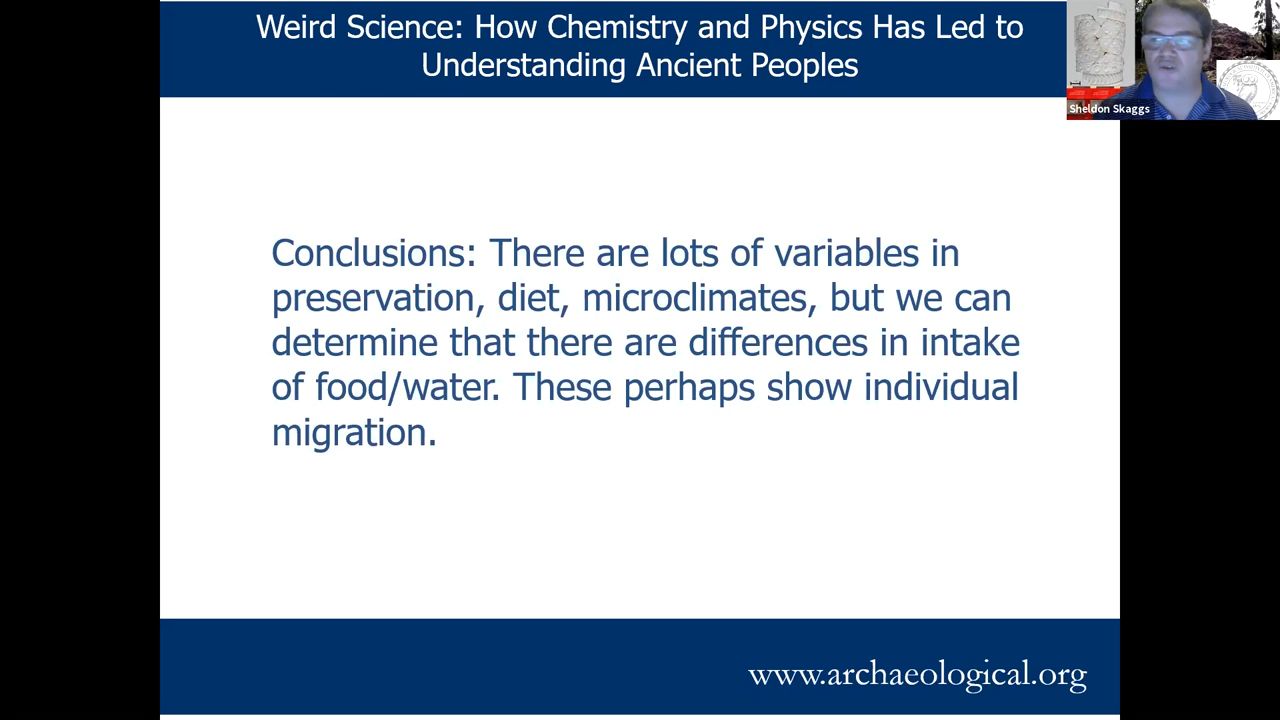 Weird Science: How Chemistry and Physics Has Led to
Understanding Ancient Peoples
Sheldon Skaggs
Conclusions: There are lots of variables in
preservation, diet, microclimates, but we can
determine that there are differences in intake
of food/water. These perhaps show individual
migration.
www.archaeological.org